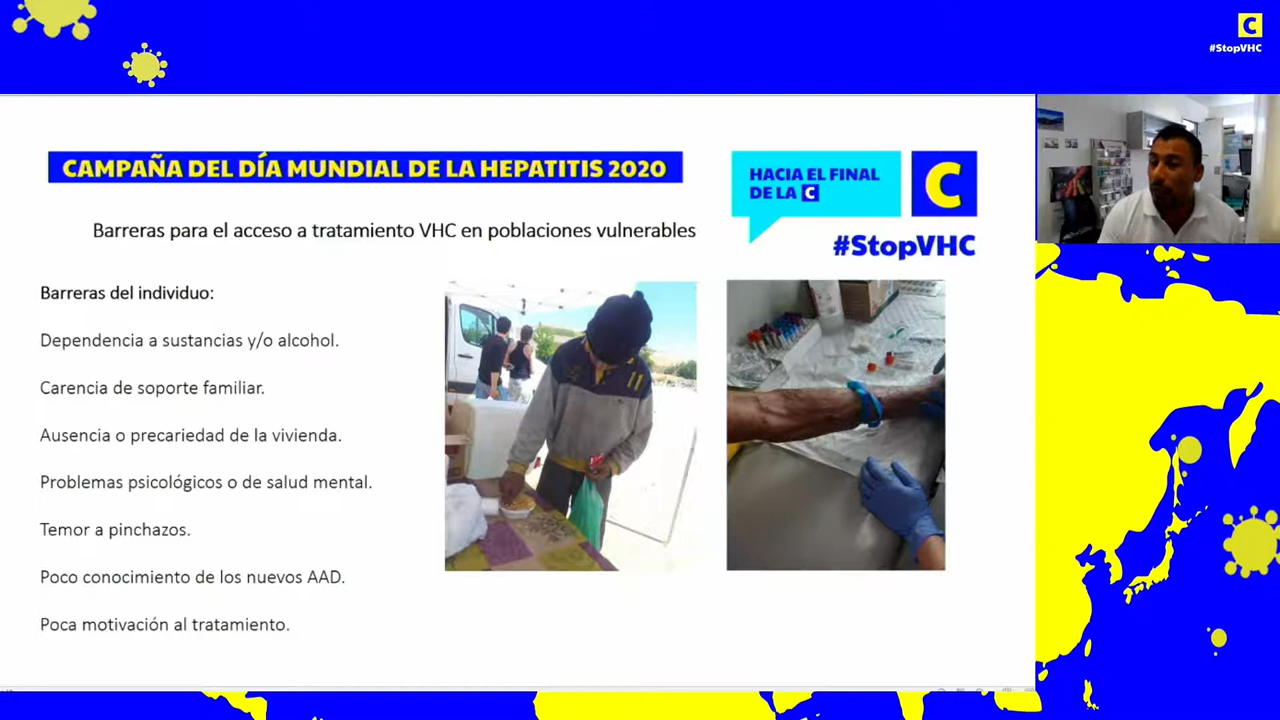 C
#StopVHC
CAMPAÑA DEL DÍA MUNDIAL DE LA HEPATITIS 2020
HACIA EL FINAL
DE LA C
C
#StopVHC
Barreras para el acceso a tratamiento VHC en poblaciones vulnerables
Barreras del individuo:
Dependencia a sustancias y/o alcohol.
Carencia de soporte familiar.
Ausencia o precariedad de la vivienda.
Problemas psicológicos o de salud mental.
Temor a pinchazos.
Poco conocimiento de los nuevos AAD.
Poca motivación al tratamiento.
11